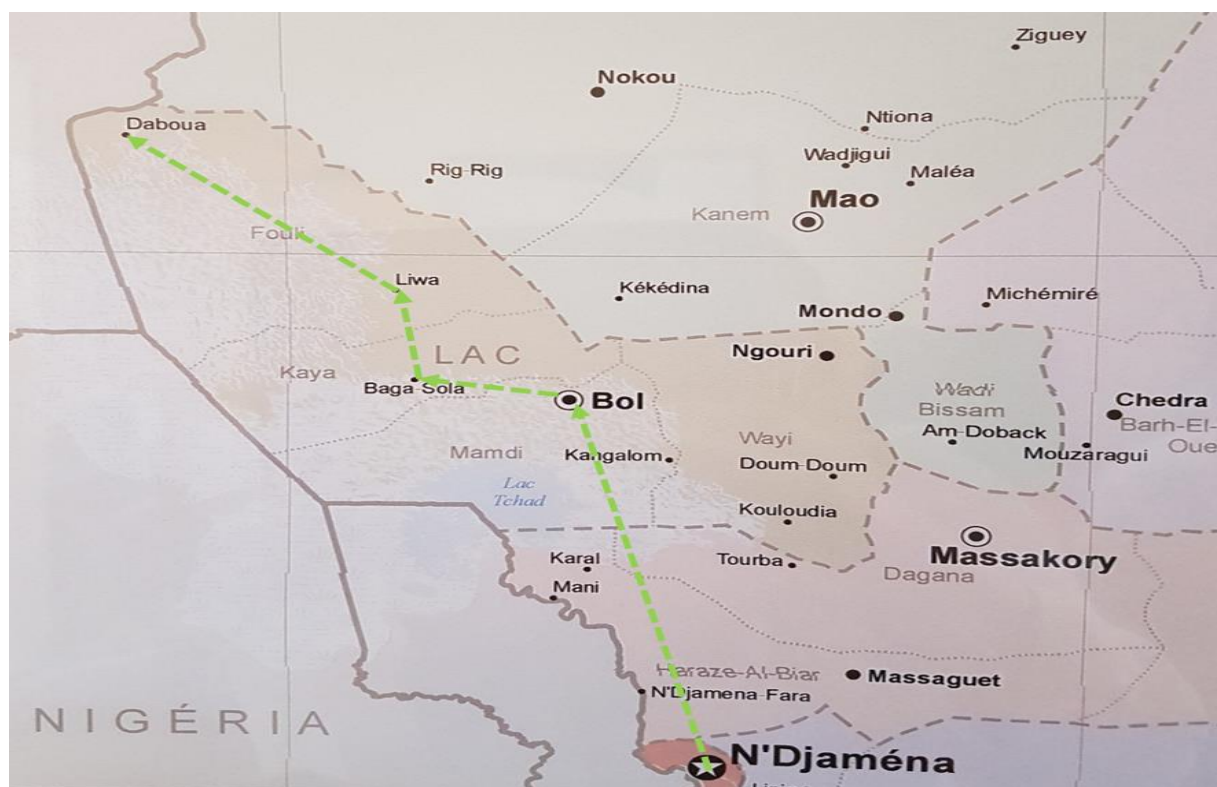 Ziguey
Nokou
Ntiona
Daboua
Wadjigui
Rig-Rig
Maléa
Mao
Kanem
Fouli
Liwa
Kékédina
Michémiré
Mondo
Ngouri
LAC
Kaya
Baga-Sola
Bol
Wadi
Bissam
Chedra
Barh-El-
Oue
Am-Doback
Mouzaragui
Wayi
Mamdi
Kangalom
Doum-Doum
Lac
Tchad
Kouloudia
Massakory
Karal
Tourba
Dagana
Mani
Haraze-Al-Biar
Massaguet
N'Djamena-Fara
NIGÉRIA
N'Djaména